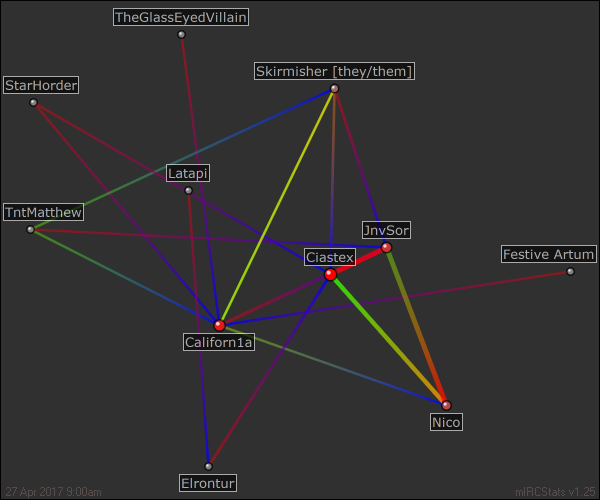 TheGlassEyedVillain
Skirmisher [they/them]
StarHorder
Latapi
TntMatthew
JnvSor
Ciastex
Festive Artum
Californ1a
Nico
Elrontur
27 Apr 2017 9:00am
mIRCStats v1.25